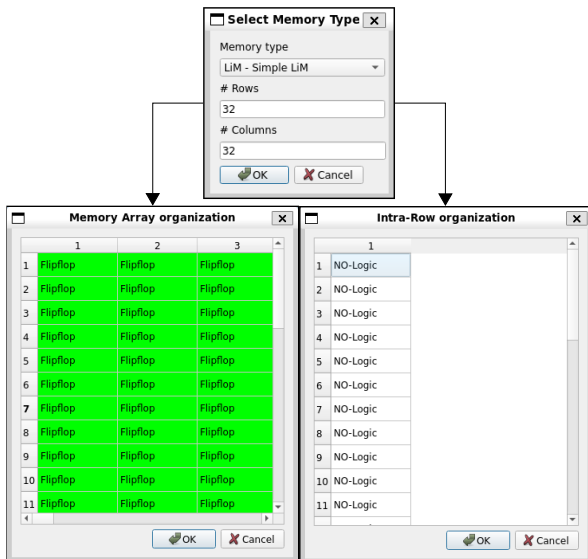 Select Memory Type
Memory type
LiM - Simple LiM
# Rows
32
# Columns
32
OK Cancel
Memory Array organization
1 2 3
1 Flipflop Flipflop Flipflop
2 Flipflop Flipflop Flipflop
3 Flipflop Flipflop Flipflop
4 Flipflop Flipflop Flipflop
5 Flipflop Flipflop Flipflop
6 Flipflop Flipflop Flipflop
7 Flipflop Flipflop Flipflop
8 Flipflop Flipflop Flipflop
9 Flipflop Flipflop Flipflop
10 Flipflop Flipflop Flipflop
11 Flipflop Flipflop Flipflop
OK Cancel
Intra-Row organization
1
1 NO-Logic
2 NO-Logic
3 NO-Logic
4 NO-Logic
5 NO-Logic
6 NO-Logic
7 NO-Logic
8 NO-Logic
9 NO-Logic
10 NO-Logic
11 NO-Logic
OK Cancel